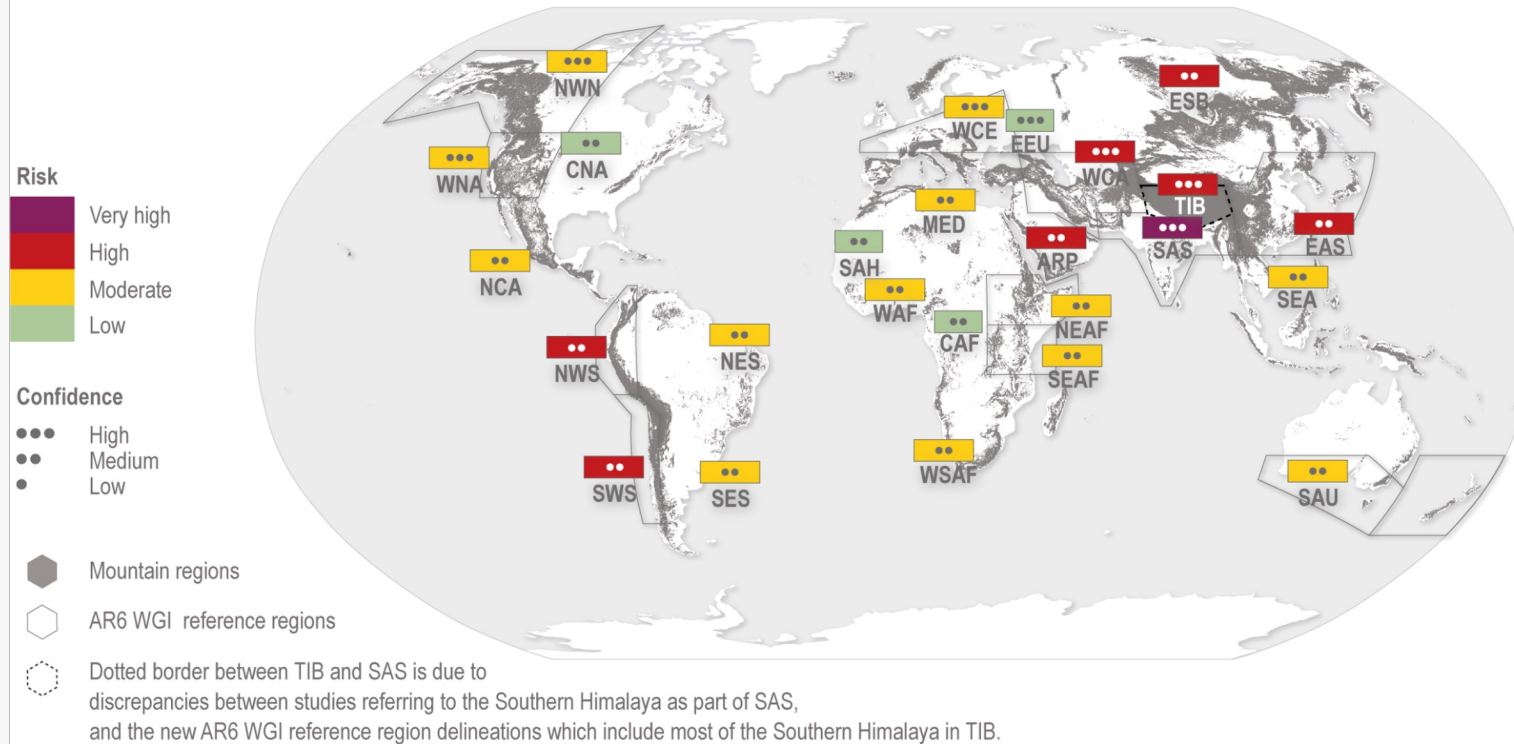 NWN
ESB
WCE
EEU
CNA
WCA
WNA
Risk
TIB
MED
Very high
SAS
EAS
High
ARP
SAH
NCA
Moderate
SEA
WAF
Low
NEAF
CAF
NES
NWS
SEAF
Confidence
High
Medium
WSAF
Low
SWS
SES
SAU
Mountain regions
AR6 WGI reference regions
Dotted border between TIB and SAS is due to
discrepancies between studies referring to the Southern Himalaya as part of SAS,
and the new AR6 WGI reference region delineations which include most of the Southern Himalaya in TIB.